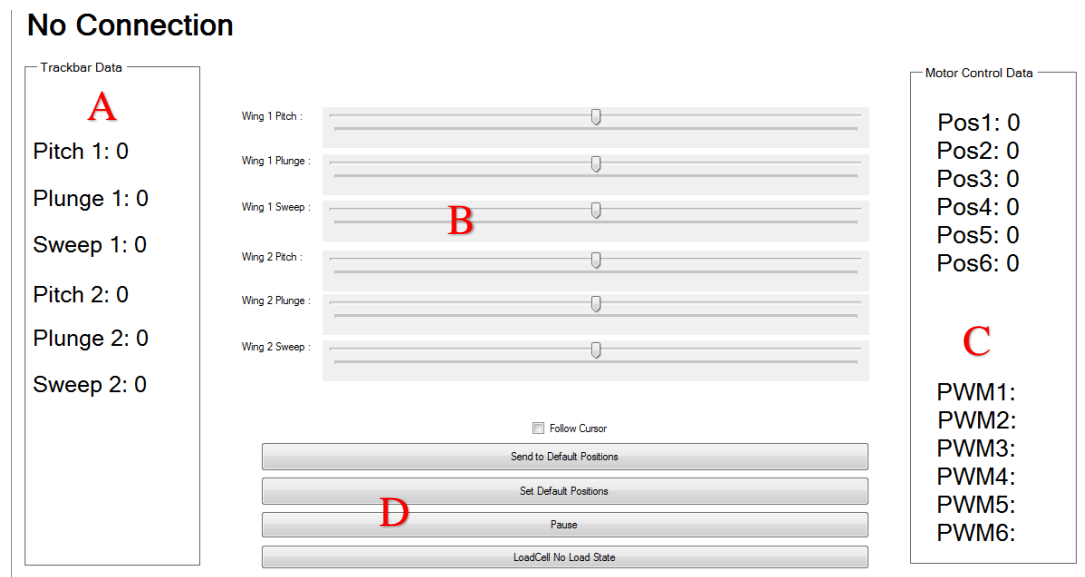 No Connection
Trackbar Data
A
Pitch 1: 0
Plunge 1: 0
Sweep 1: 0
Pitch 2: 0
Plunge 2: 0
Sweep 2: 0
Wing 1 Pitch :
Wing 1 Plunge :
Wing 1 Sweep :
B
Wing 2 Pitch :
Wing 2 Plunge :
Wing 2 Sweep :
Follow Cursor
Send to Default Positions
Set Default Positions
D
Pause
LoadCell No Load State
Motor Control Data
Pos1: 0
Pos2: 0
Pos3: 0
Pos4: 0
Pos5: 0
Pos6: 0
C
PWM1:
PWM2:
PWM3:
PWM4:
PWM5:
PWM6: